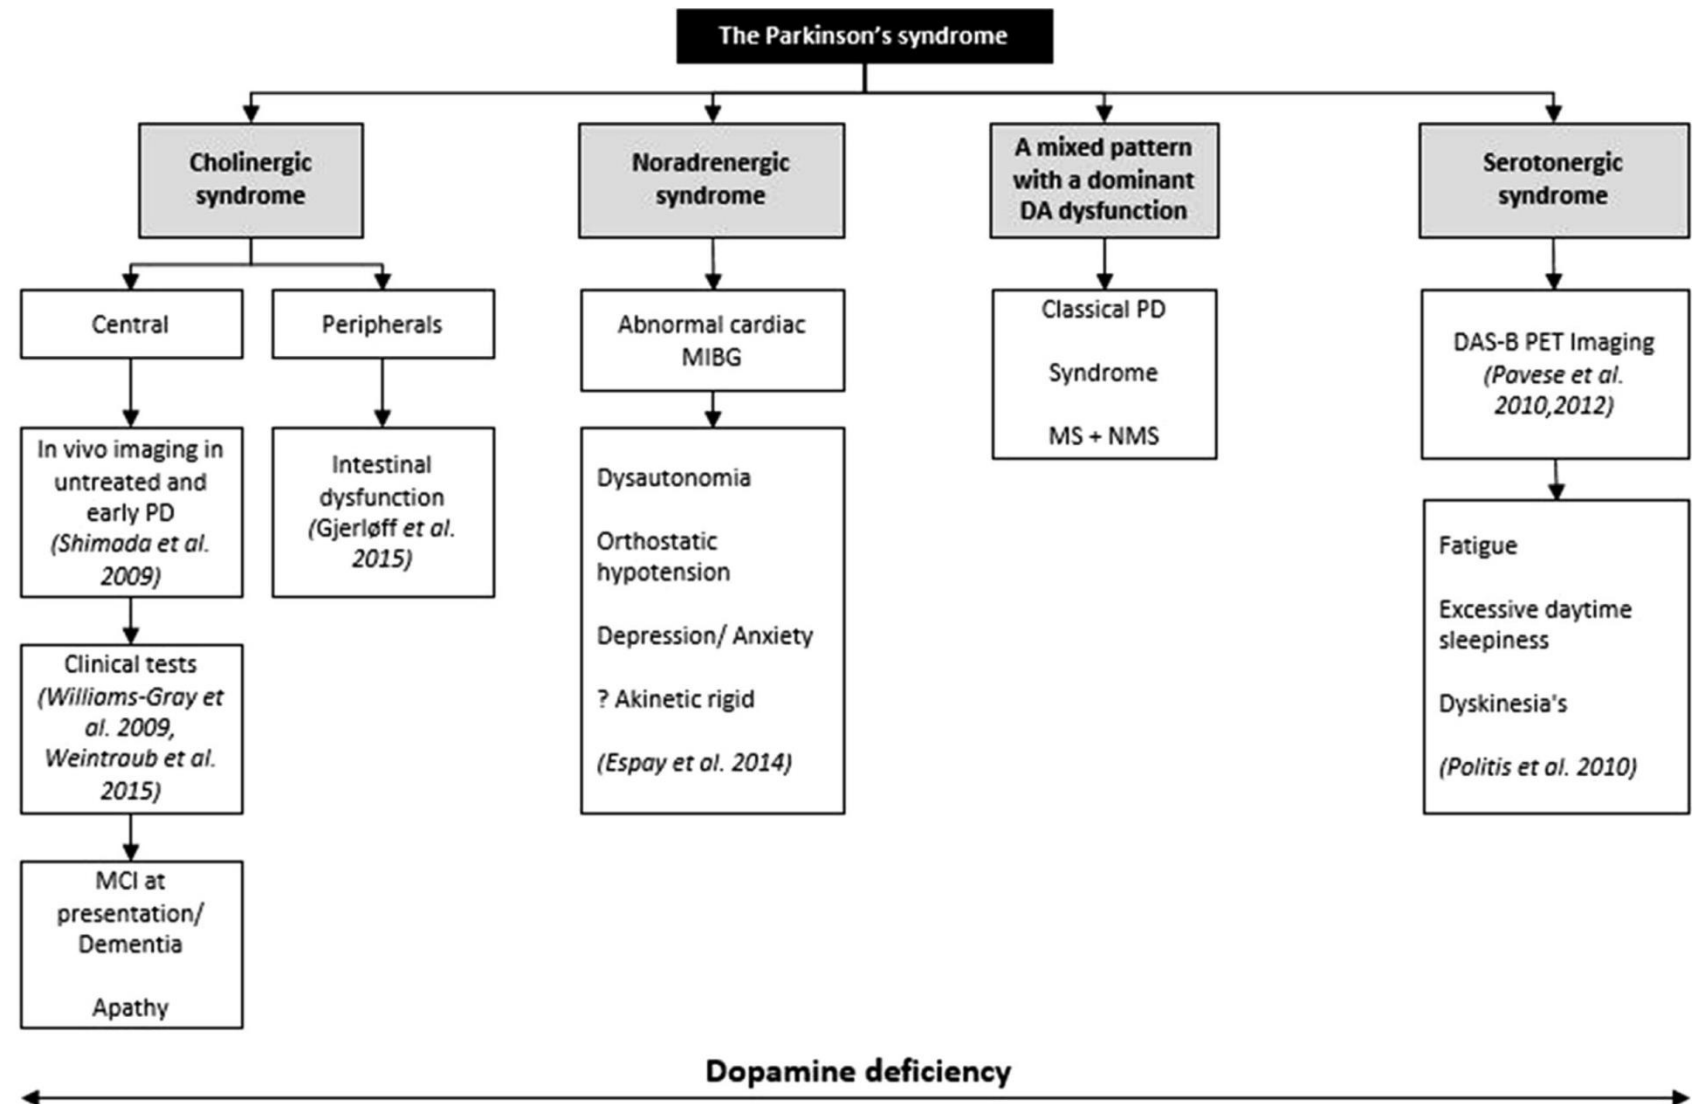 The Parkinson's syndrome
Cholinergic
syndrome
Central
In vivo imaging in
untreated and
early PD
(Shimada et al.
2009)
Clinical tests
(Williams-Gray et
al. 2009,
Weintraub et al.
2015)
MCI at
presentation/
Dementia
Apathy
Peripherals
Intestinal
dysfunction
(Gjerløff et al.
2015)
Noradrenergic
syndrome
Abnormal cardiac
MIBG
Dysautonomia
Orthostatic
hypotension
Depression/ Anxiety
? Akinetic rigid
(Espay et al. 2014)
A mixed pattern
with a dominant
DA dysfunction
Classical PD
Syndrome
MS + NMS
Serotonergic
syndrome
DAS-B PET Imaging
(Pavese et al.
2010,2012)
Fatigue
Excessive daytime
sleepiness
Dyskinesia's
(Politis et al. 2010)
Dopamine deficiency